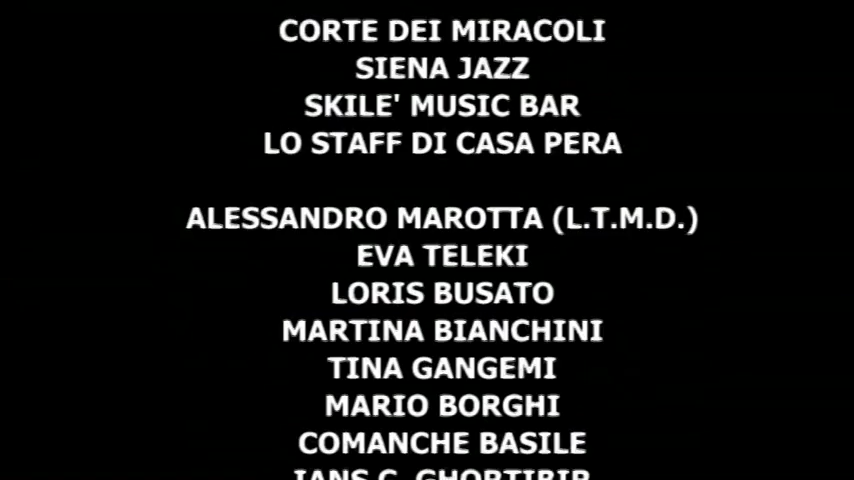 CORTE DEI MIRACOLI
SIENA JAZZ
SKILE' MUSIC BAR
LO STAFF DI CASA PERA
ALESSANDRO MAROTTA (L.T.M.D.)
EVA TELEKI
LORIS BUSATO
MARTINA BIANCHINI
TINA GANGEMI
MARIO BORGHI
COMANCHE BASILE